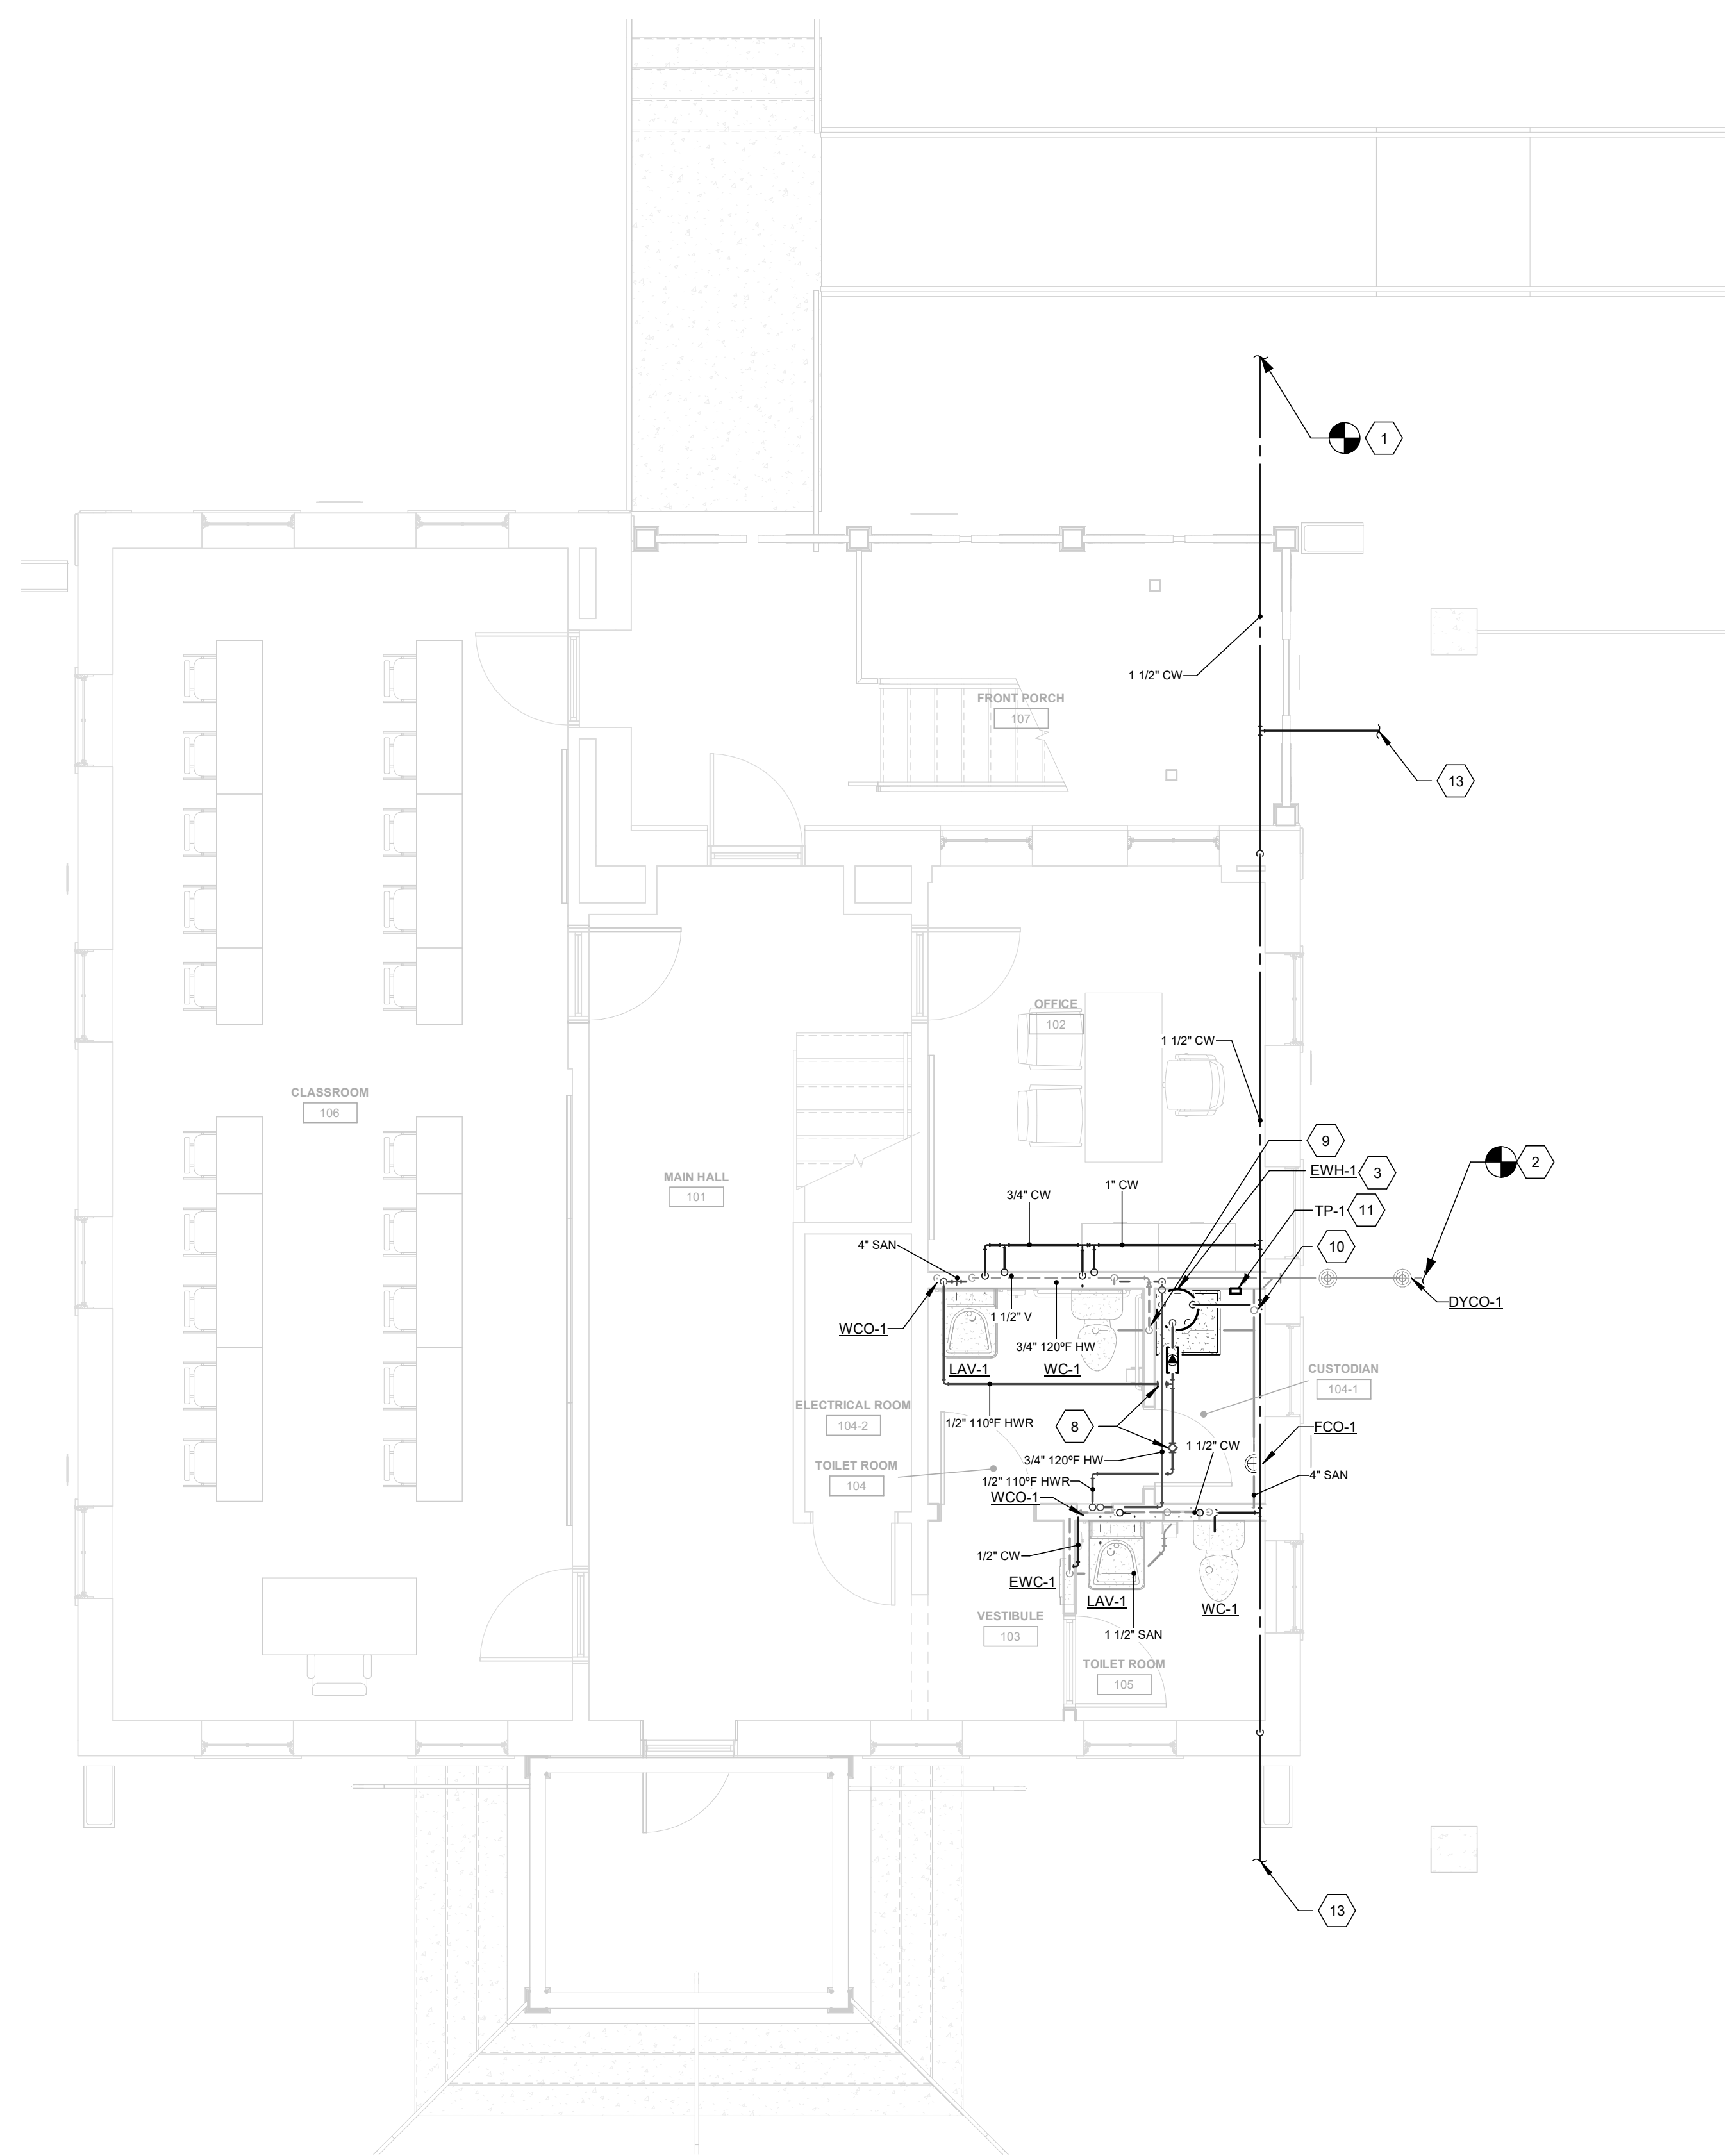 1
1 1/2" CW
FRONT PORCH
107
13
OFFICE
102
1 1/2" CW
CLASSROOM
106
9
EWH-1
3
2
MAIN HALL
101
3/4" CW
1" CW
TP-1
11
4" SAN
10
DYCO-1
WCO-1
1 1/2" V
3/4" 120ºF HW
LAV-1
WC-1
CUSTODIAN
104-1
ELECTRICAL ROOM
104-2
1/2" 110ºF HWR
8
FCO-1
1 1/2" CW
3/4" 120ºF HW
TOILET ROOM
104
4" SAN
1/2" 110ºF HWR
WCO-1
1/2" CW
EWC-1
LAV-1
WC-1
VESTIBULE
103
1 1/2" SAN
TOILET ROOM
105
13